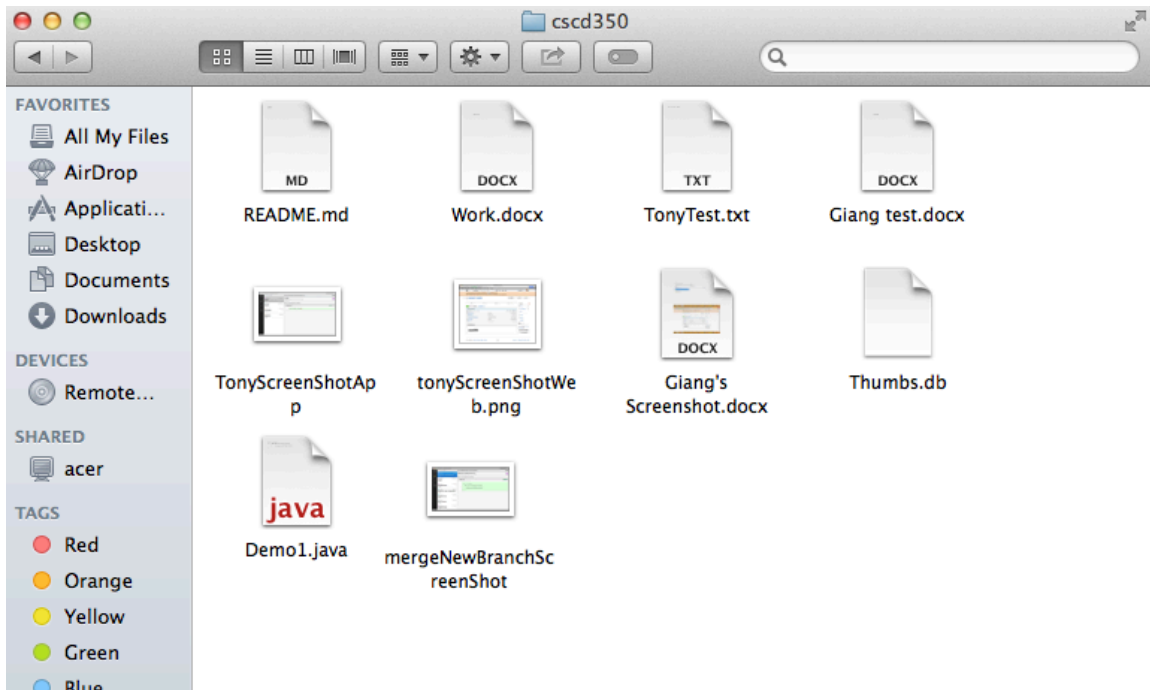 cscd350
FAVORITES
All My Files
AirDrop
Applicati...
Desktop
Documents
Downloads
DEVICES
Remote...
SHARED
acer
TAGS
Red
Orange
Yellow
Green
Blue
MD
DOCX
TXT
DOCX
README.md
Work.docx
TonyTest.txt
Giang test.docx
DOCX
TonyScreenShotAp
p
tonyScreenShotWe
b.png
Giang's
Screenshot.docx
Thumbs.db
java
Demo1.java
mergeNewBranchSc
reenShot